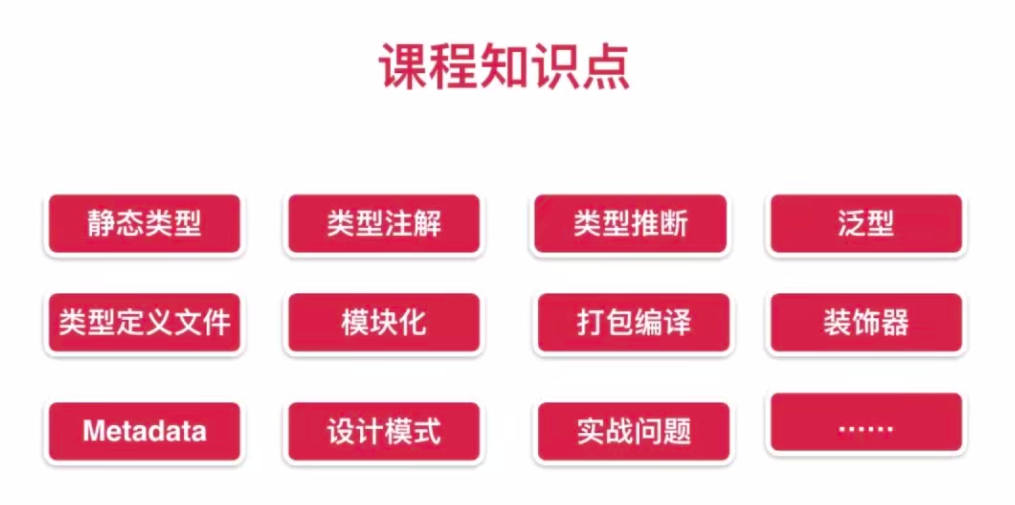 课程知识点
静态类型
类型注解
类型推断
泛型
类型定义文件
模块化
打包编译
装饰器
Metadata
设计模式
实战问题
……